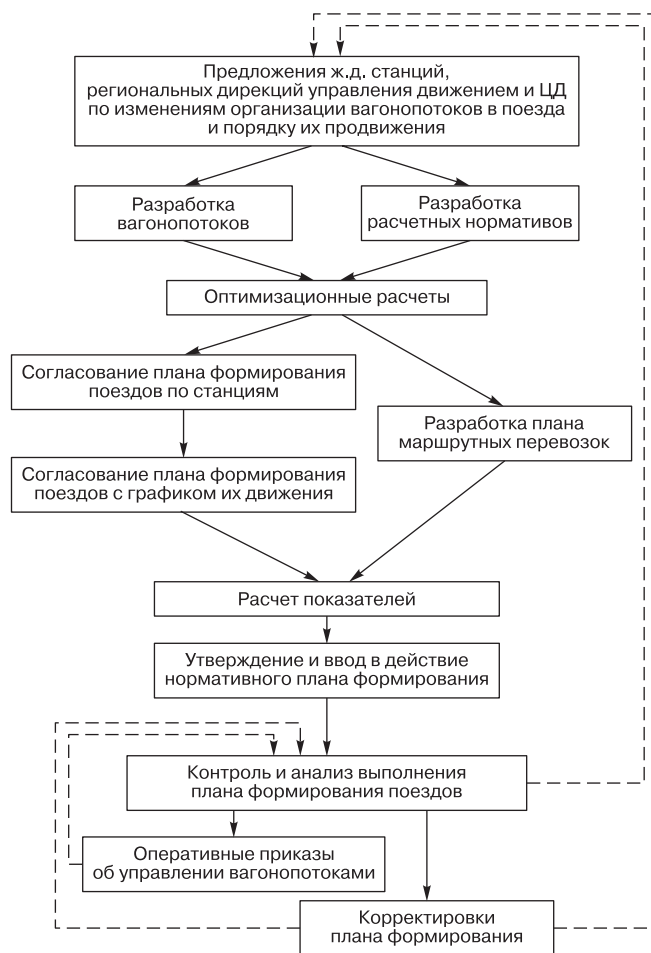 Предложения ж.д. станций,
региональных дирекций управления движением и ЦД
по изменениям организации вагонопотоков в поезда
и порядку их продвижения
Разработка
вагонопотоков
Разработка
расчетных нормативов
Оптимизационные расчеты
Согласование плана формирования
поездов по станциям
Разработка плана
маршрутных перевозок
Согласование плана формирования
поездов с графиком их движения
Расчет показателей
Утверждение и ввод в действие
нормативного плана формирования
Контроль и анализ выполнения
плана формирования поездов
Оперативные приказы
об управлении вагонопотоками
Корректировки
плана формирования